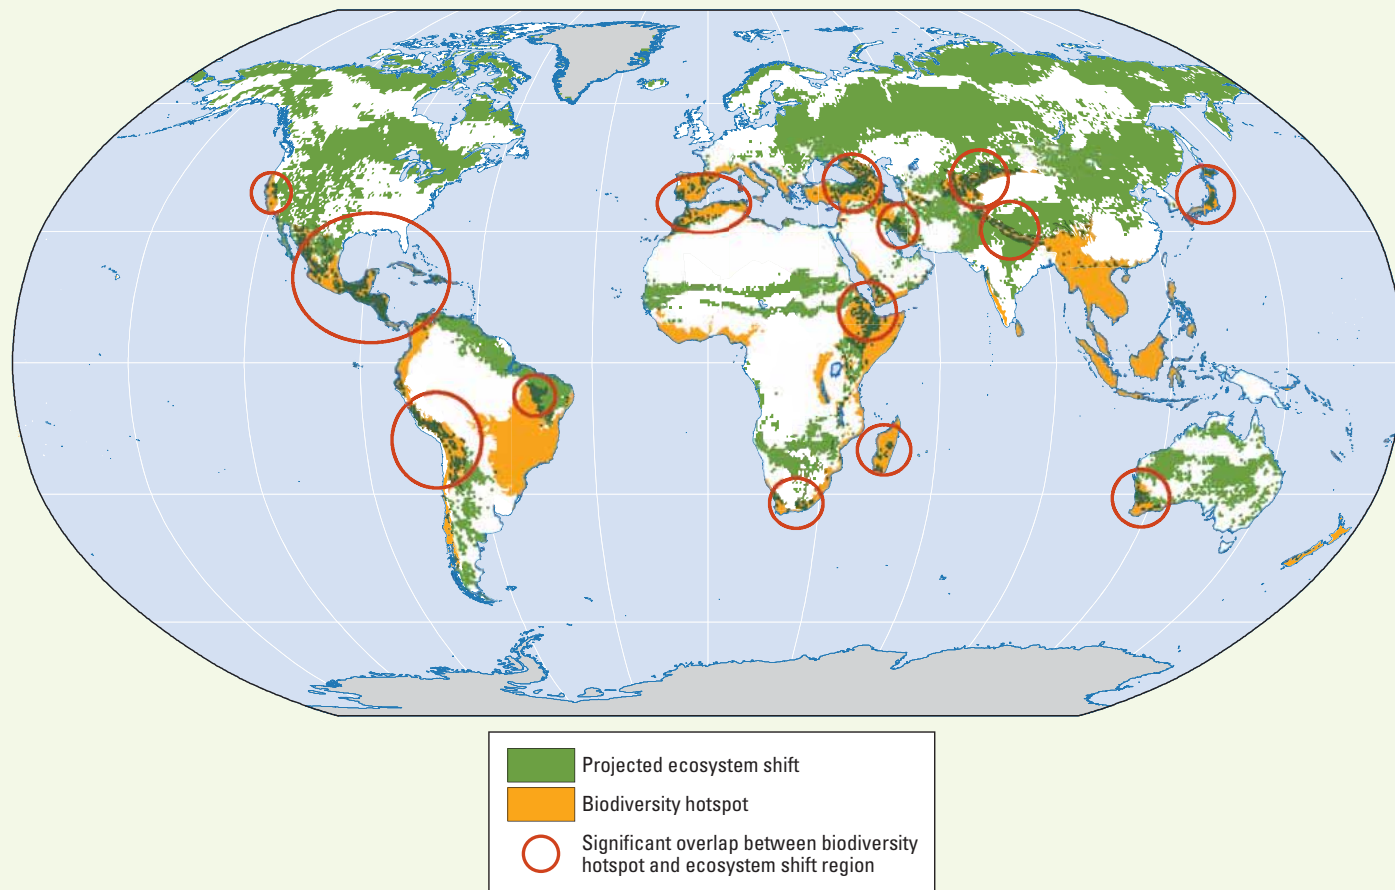 Projected ecosystem shift
Biodiversity hotspot
Significant overlap between biodiversity
hotspot and ecosystem shift region